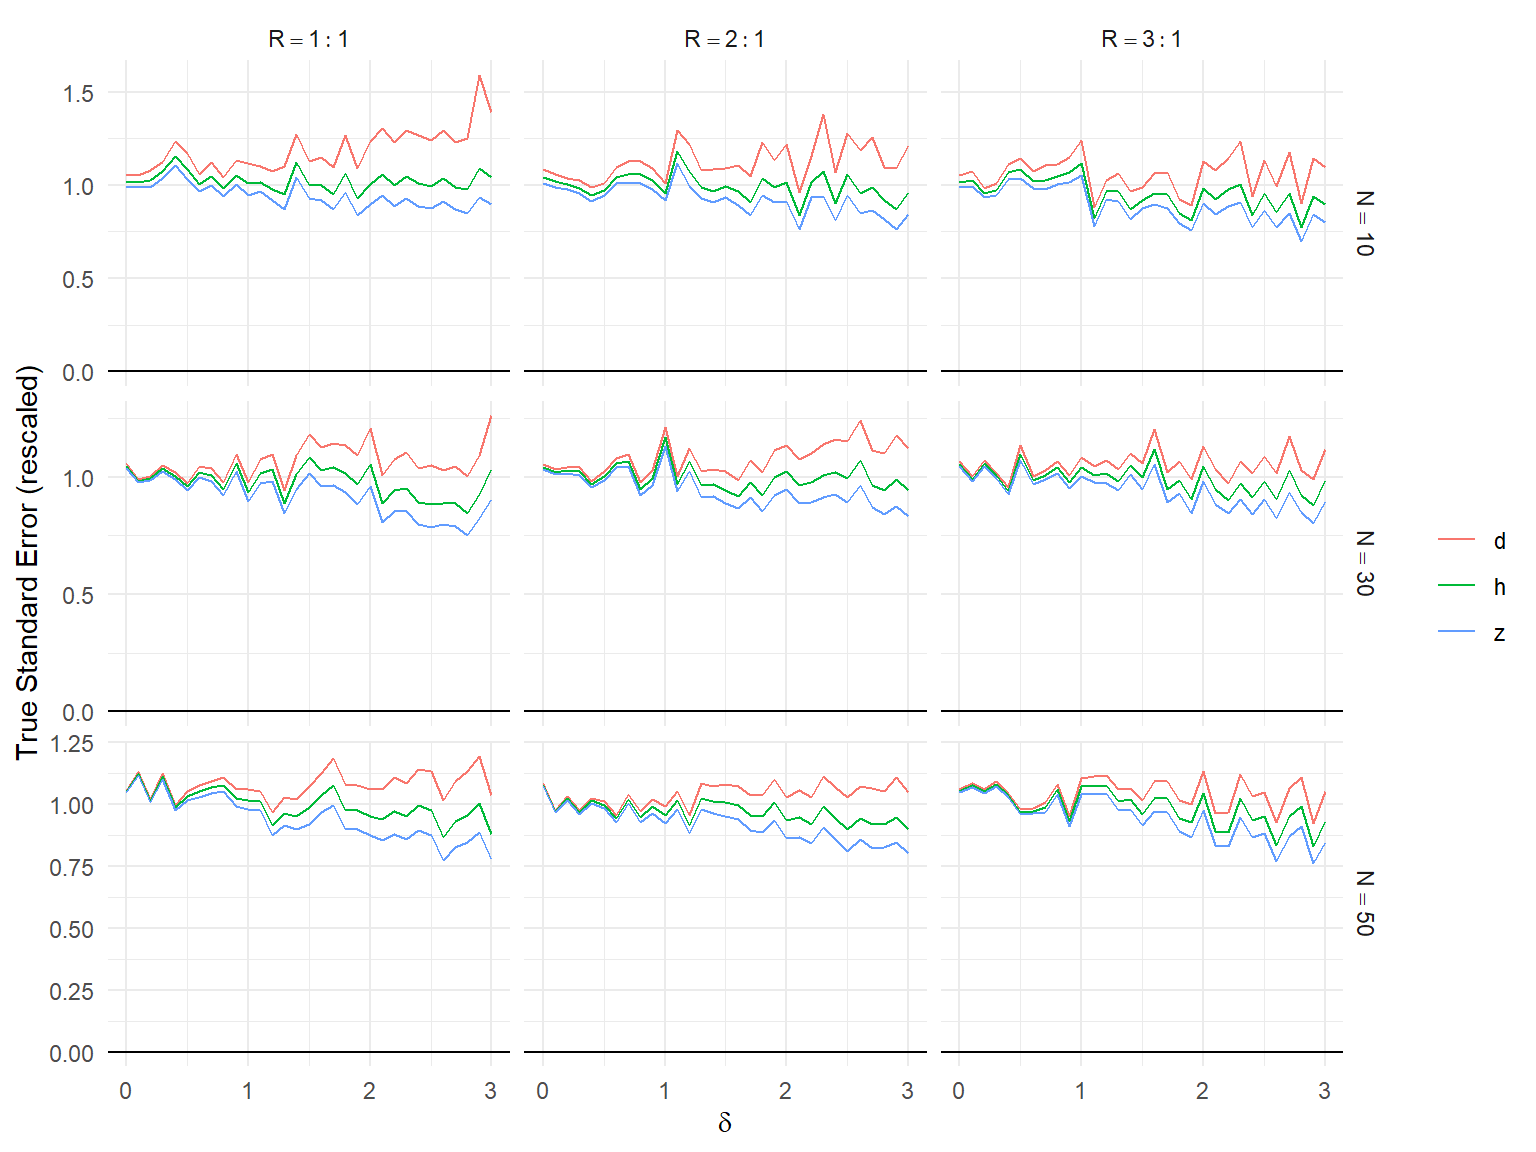 R = 1 : 1
R = 2 : 1
R = 3 : 1
1.5
1.0
0.5
0.0
N = 10
1.0
0.5
0.0
N = 30
1.25
1.00
0.75
0.50
0.25
0.00
N = 50
0 1 2 3
0 1 2 3
0 1 2 3
δ
True Standard Error (rescaled)
d
h
z